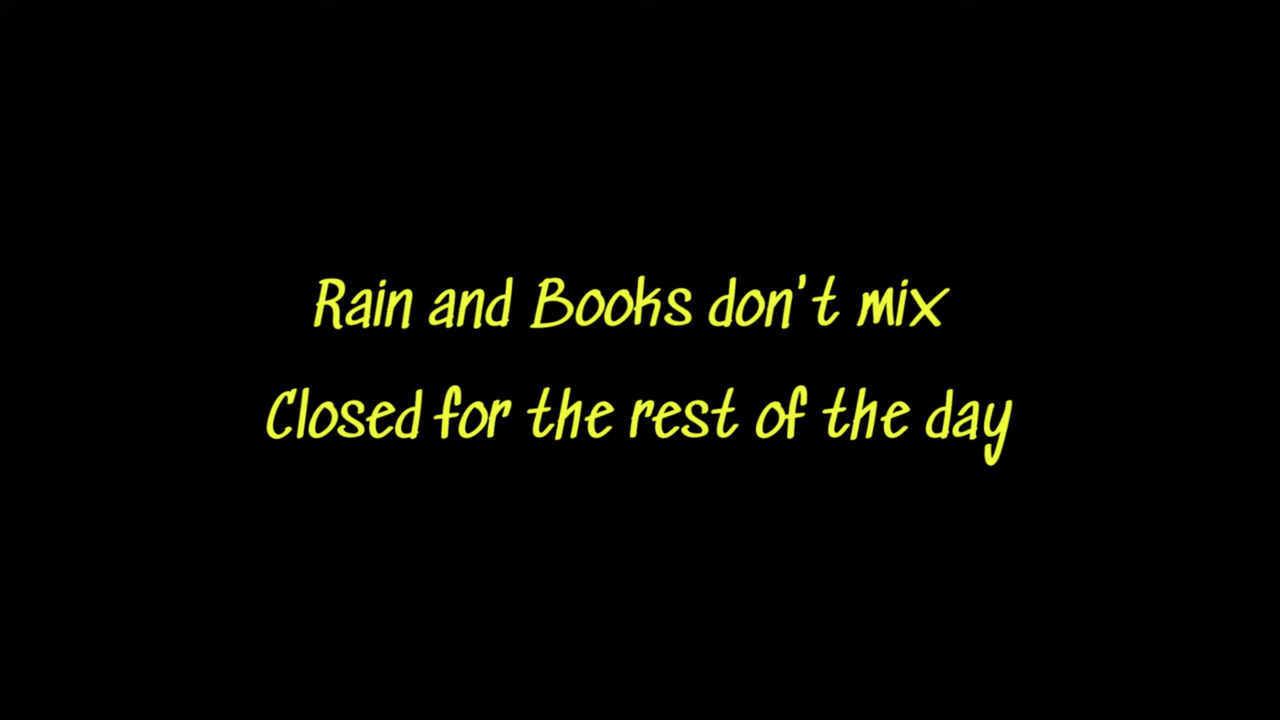 Rain and Books don't mix
Closed for the rest of the day